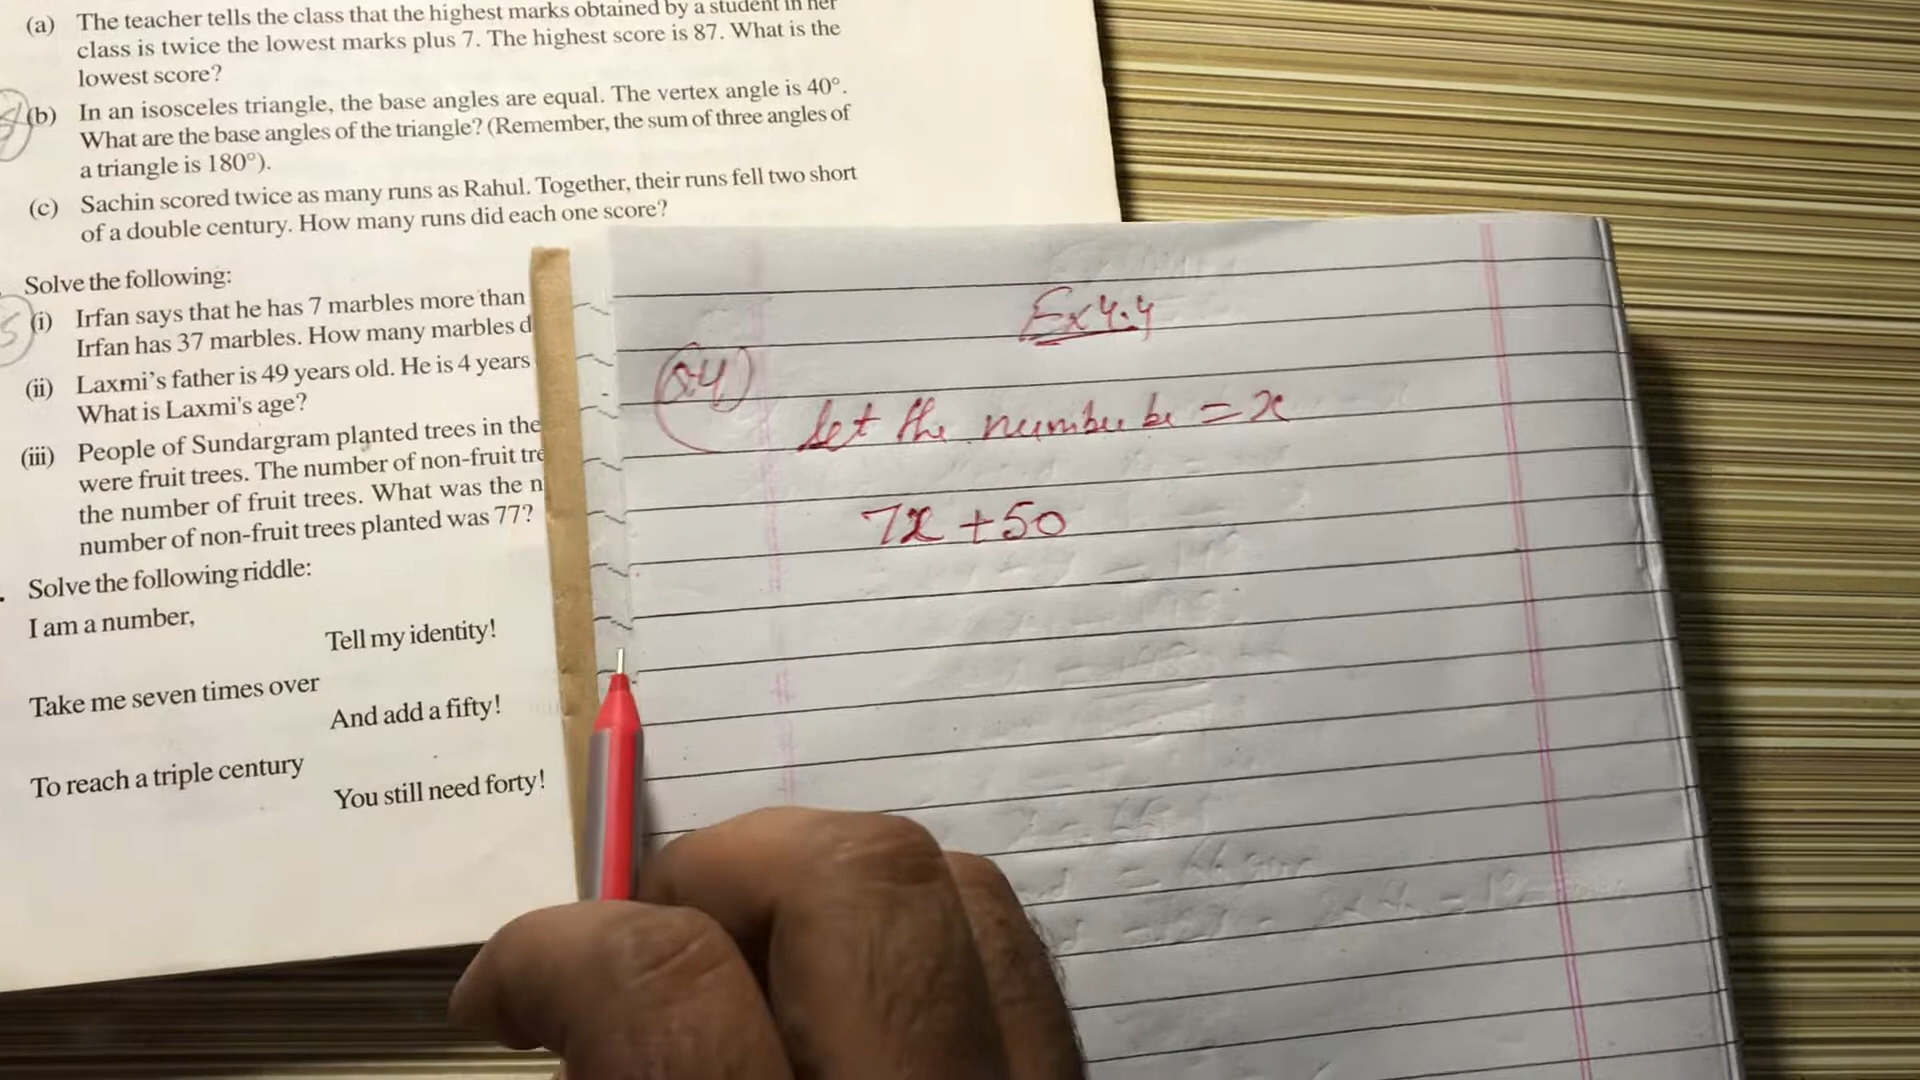 (a) The teacher tells the class that the highest marks obtained by a student in her
class is twice the lowest marks plus 7. The highest score is 87. What is the
lowest score?
(b) In an isosceles triangle, the base angles are equal. The vertex angle is 40°.
What are the base angles of the triangle? (Remember, the sum of three angles of
a triangle is 180°).
(c) Sachin scored twice as many runs as Rahul. Together, their runs fell two short
of a double century. How many runs did each one score?
Solve the following:
(i) Irfan says that he has 7 marbles more than
Irfan has 37 marbles. How many marbles d
(ii) Laxmi's father is 49 years old. He is 4 years
What is Laxmi's age?
(iii) People of Sundargram planted trees in the
were fruit trees. The number of non-fruit tre
the number of fruit trees. What was the n
number of non-fruit trees planted was 77?
Solve the following riddle:
I am a number,
Tell my identity!
Take me seven times over
And add a fifty!
To reach a triple century
You still need forty!
Ex 4.4
Q.4
let the number be = x
7x + 50